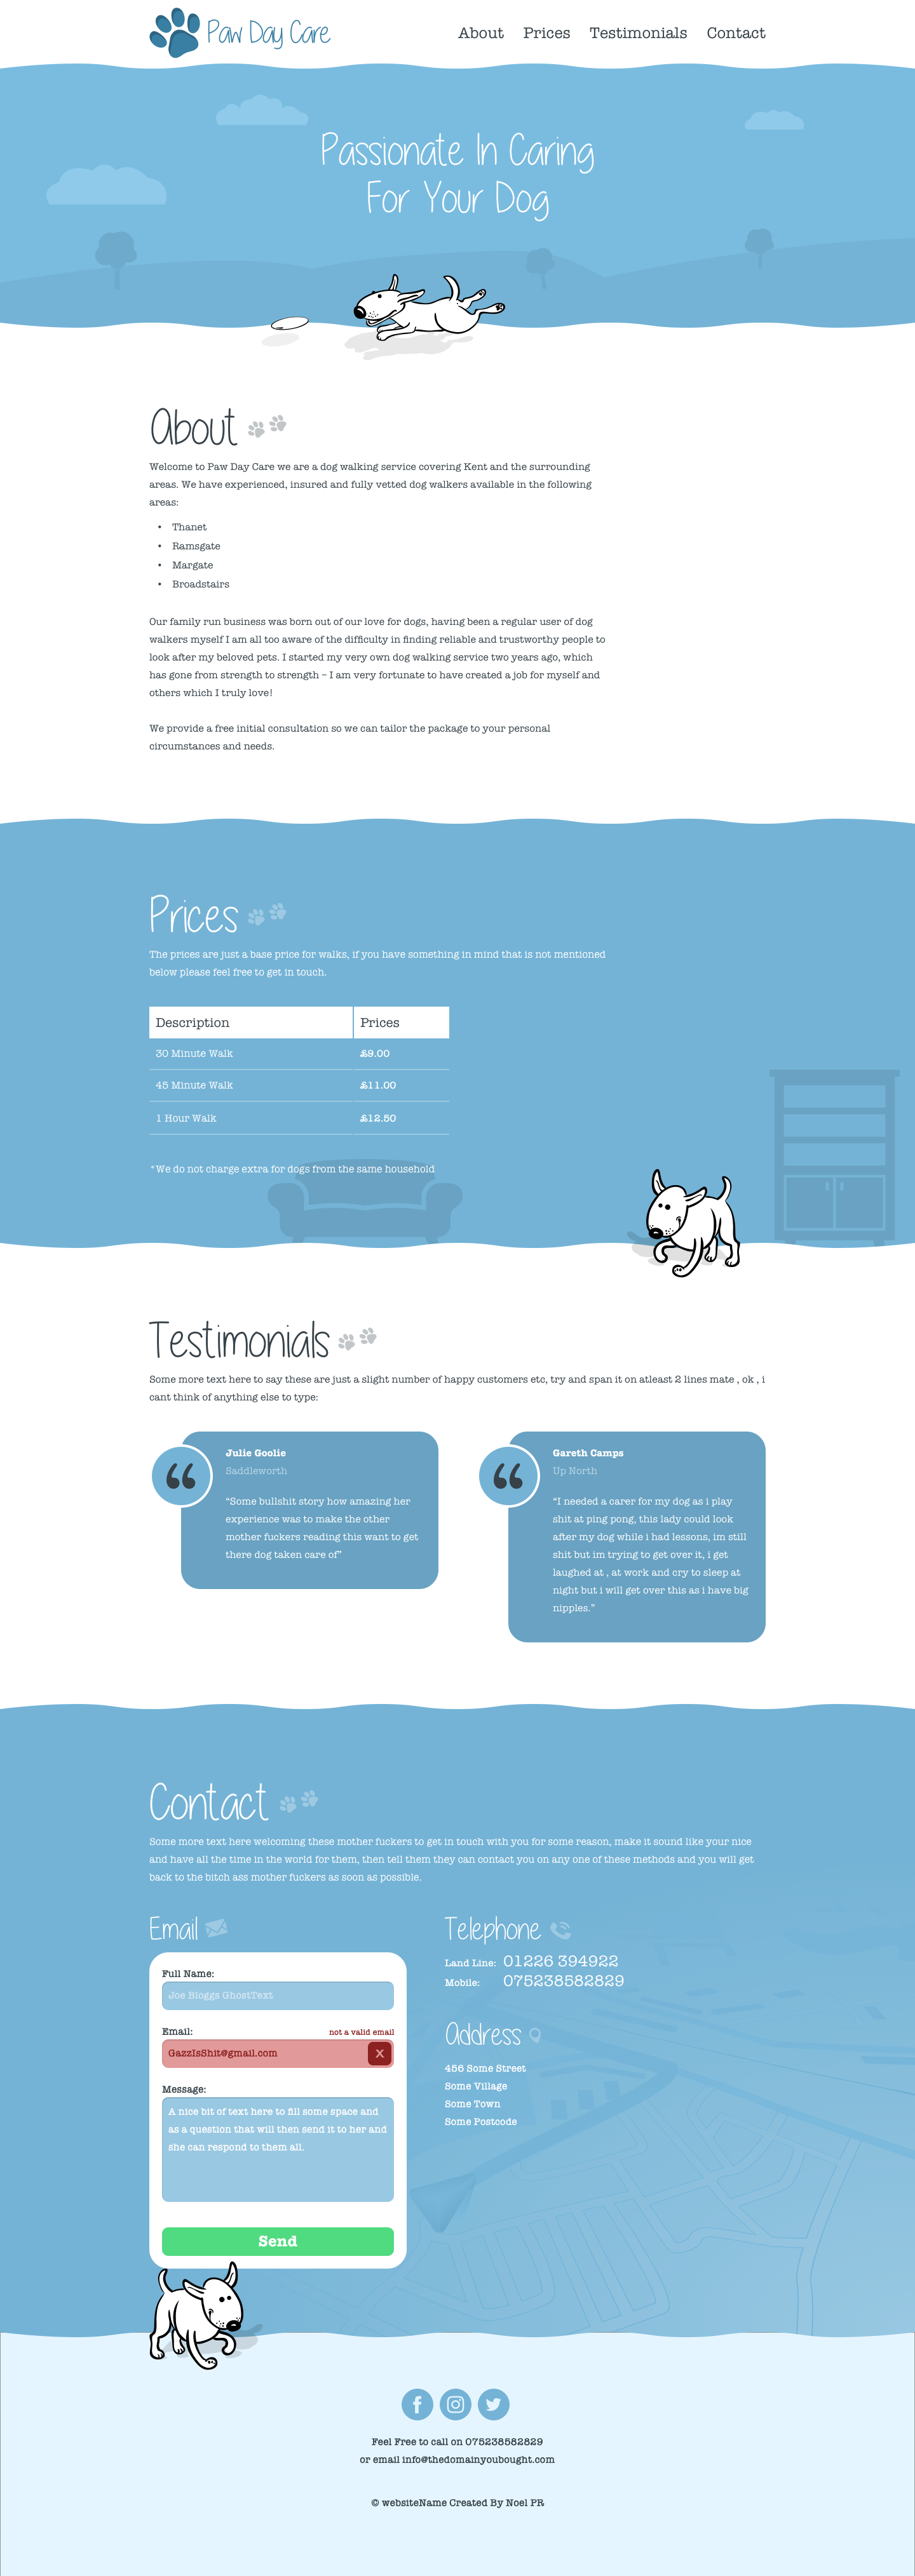 Paw Day Care
About Prices Testimonials Contact
Passionate In Caring
For Your Dog
About
Welcome to Paw Day Care we are a dog walking service covering Kent and the surrounding
areas. We have experienced, insured and fully vetted dog walkers available in the following
areas:
• Thanet
• Ramsgate
• Margate
• Broadstairs
Our family run business was born out of our love for dogs, having been a regular user of dog
walkers myself I am all too aware of the difficulty in finding reliable and trustworthy people to
look after my beloved pets. I started my very own dog walking service two years ago, which
has gone from strength to strength – I am very fortunate to have created a job for myself and
others which I truly love!
We provide a free initial consultation so we can tailor the package to your personal
circumstances and needs.
Prices
The prices are just a base price for walks, if you have something in mind that is not mentioned
below please feel free to get in touch.
Description Prices
30 Minute Walk £9.00
45 Minute Walk £11.00
1 Hour Walk £12.50
*We do not charge extra for dogs from the same household
Testimonials
Some more text here to say these are just a slight number of happy customers etc, try and span it on atleast 2 lines mate , ok , i
cant think of anything else to type:
Julie Goolie
Saddleworth
“Some bullshit story how amazing her
experience was to make the other
mother fuckers reading this want to get
there dog taken care of”
Gareth Camps
Up North
“I needed a carer for my dog as i play
shit at ping pong, this lady could look
after my dog while i had lessons, im still
shit but im trying to get over it, i get
laughed at , at work and cry to sleep at
night but i will get over this as i have big
nipples.”
Contact
Some more text here welcoming these mother fuckers to get in touch with you for some reason, make it sound like your nice
and have all the time in the world for them, then tell them they can contact you on any one of these methods and you will get
back to the bitch ass mother fuckers as soon as possible.
Email
Full Name:
Joe Bloggs GhostText
Email: not a valid email
GazzIsShit@gmail.com X
Message:
A nice bit of text here to fill some space and
as a question that will then send it to her and
she can respond to them all.
Send
Telephone
Land Line: 01226 394922
Mobile: 075238582829
Address
456 Some Street
Some Village
Some Town
Some Postcode
Feel Free to call on 075238582829
or email info@thedomainyoubought.com
© websiteName Created By Noel PR